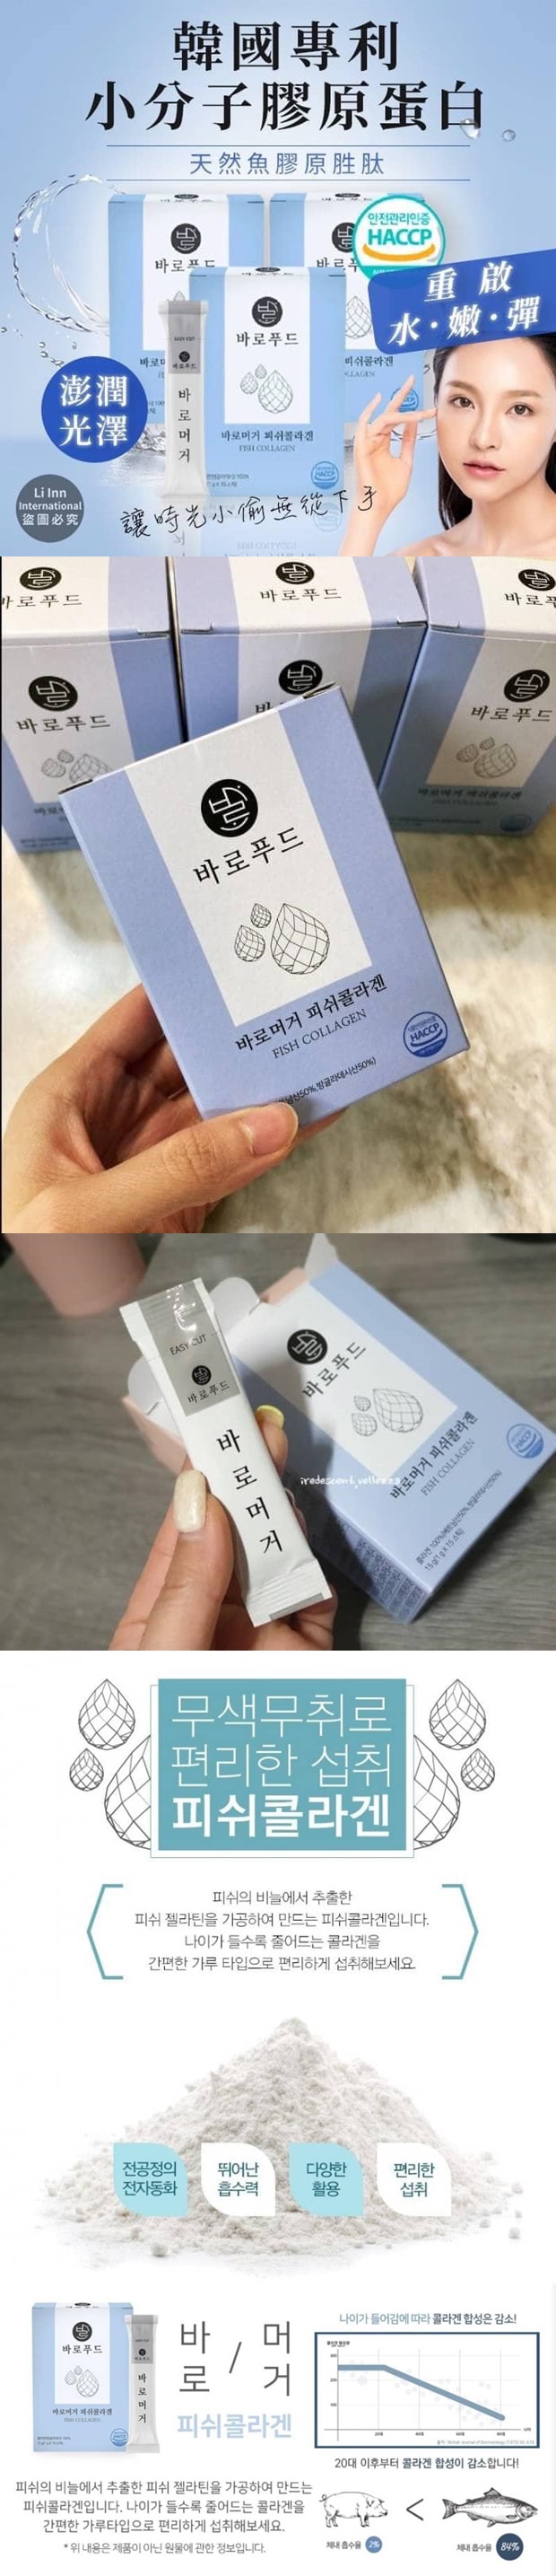 韓國專利
小分子膠原蛋白
天然魚膠原胜肽
안전관리인증
HACCP
바로푸드
重啟
水·嫩·彈
EASY CUT
바로푸드
바로머거
바로푸드
바로머거 피쉬콜라겐
FISH COLLAGEN
澎潤
光澤
Li Inn
International
盜圖必究
讓時光小偷無從下手
바로푸드
바로푸드
바로푸드
바로푸드
바로푸드
바로푸드
바로머거 피쉬콜라겐
FISH COLLAGEN
HACCP
EASY CUT
바로푸드
바로머거
바로푸드
바로머거 피쉬콜라겐
FISH COLLAGEN
HACCP
무색무취로
편리한 섭취
피쉬콜라겐
피쉬의 비늘에서 추출한
피쉬 젤라틴을 가공하여 만드는 피쉬콜라겐입니다.
나이가 들수록 줄어드는 콜라겐을
간편한 가루 타입으로 편리하게 섭취해보세요.
전공정의
전자동화
뛰어난
흡수력
다양한
활용
편리한
섭취
바로푸드
바로머거 피쉬콜라겐
바로머거
바로/머거
피쉬콜라겐
나이가 들어감에 따라 콜라겐 합성은 감소!
20대 이후부터 콜라겐 합성이 감소합니다!
피쉬의 비늘에서 추출한 피쉬 젤라틴을 가공하여 만드는
피쉬콜라겐입니다. 나이가 들수록 줄어드는 콜라겐을
간편한 가루타입으로 편리하게 섭취해보세요.
* 위 내용은 제품이 아닌 원물에 관한 정보입니다.
<
체내 흡수율 2%
체내 흡수율 84%